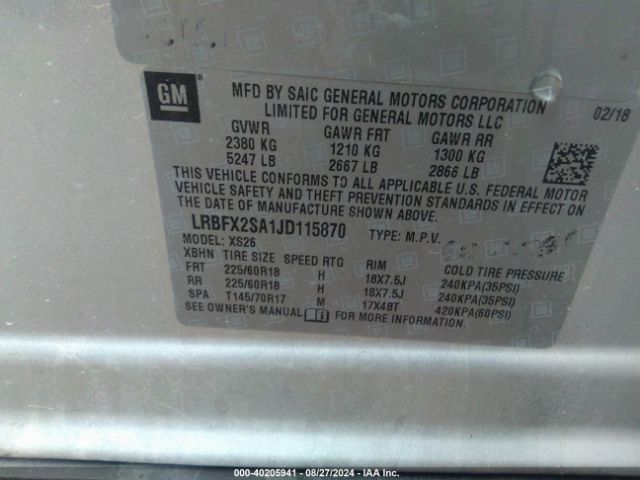 GM
®
MFD BY SAIC GENERAL MOTORS CORPORATION
LIMITED FOR GENERAL MOTORS LLC
02/18
GVWR GAWR FRT GAWR RR
2380 KG 1210 KG 1300 KG
5247 LB 2667 LB 2866 LB
THIS VEHICLE CONFORMS TO ALL APPLICABLE U.S. FEDERAL MOTOR
VEHICLE SAFETY AND THEFT PREVENTION STANDARDS IN EFFECT ON
THE DATE OF MANUFACTURE SHOWN ABOVE.
LRBFX2SA1JD115870 TYPE: M.P.V.
MODEL: XS26
XBHN TIRE SIZE SPEED RTG RIM COLD TIRE PRESSURE
FRT 225/60R18 H 18X7.5J 240KPA(35PSI)
RR 225/60R18 H 18X7.5J 240KPA(35PSI)
SPA T145/70R17 M 17X4BT 420KPA(60PSI)
SEE OWNER'S MANUAL FOR MORE INFORMATION.
000-40205941 - 08/27/2024 - IAA Inc.